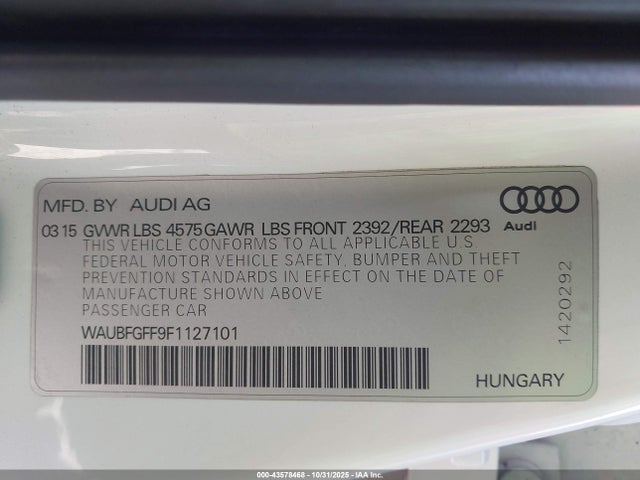 MFD. BY AUDI AG
03 15 GVWR LBS 4575 GAWR LBS FRONT 2392/REAR 2293
Audi
THIS VEHICLE CONFORMS TO ALL APPLICABLE U.S.
FEDERAL MOTOR VEHICLE SAFETY, BUMPER AND THEFT
PREVENTION STANDARDS IN EFFECT ON THE DATE OF
MANUFACTURE SHOWN ABOVE
PASSENGER CAR
WAUBFGFF9F1127101
HUNGARY
1420292
000-43578468 - 10/31/2025 - IAA Inc.